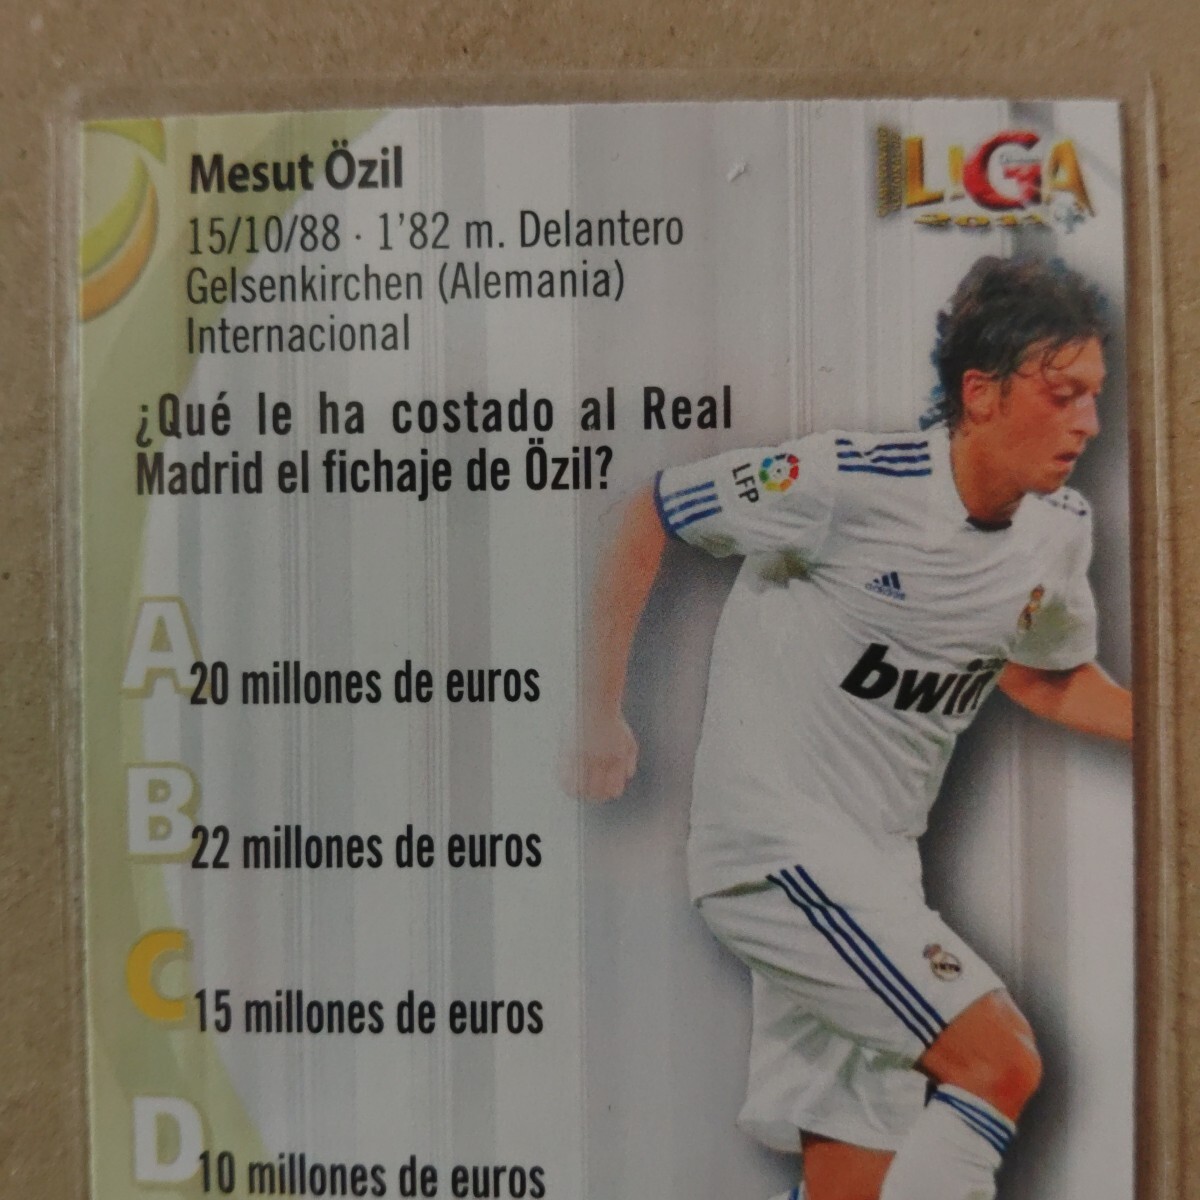 Mesut Özil
LIGA
2011
15/10/88 · 1'82 m. Delantero
Gelsenkirchen (Alemania)
Internacional
¿Qué le ha costado al Real
Madrid el fichaje de Özil?
LFP
adidas
bwin
A 20 millones de euros
B 22 millones de euros
C 15 millones de euros
D 10 millones de euros